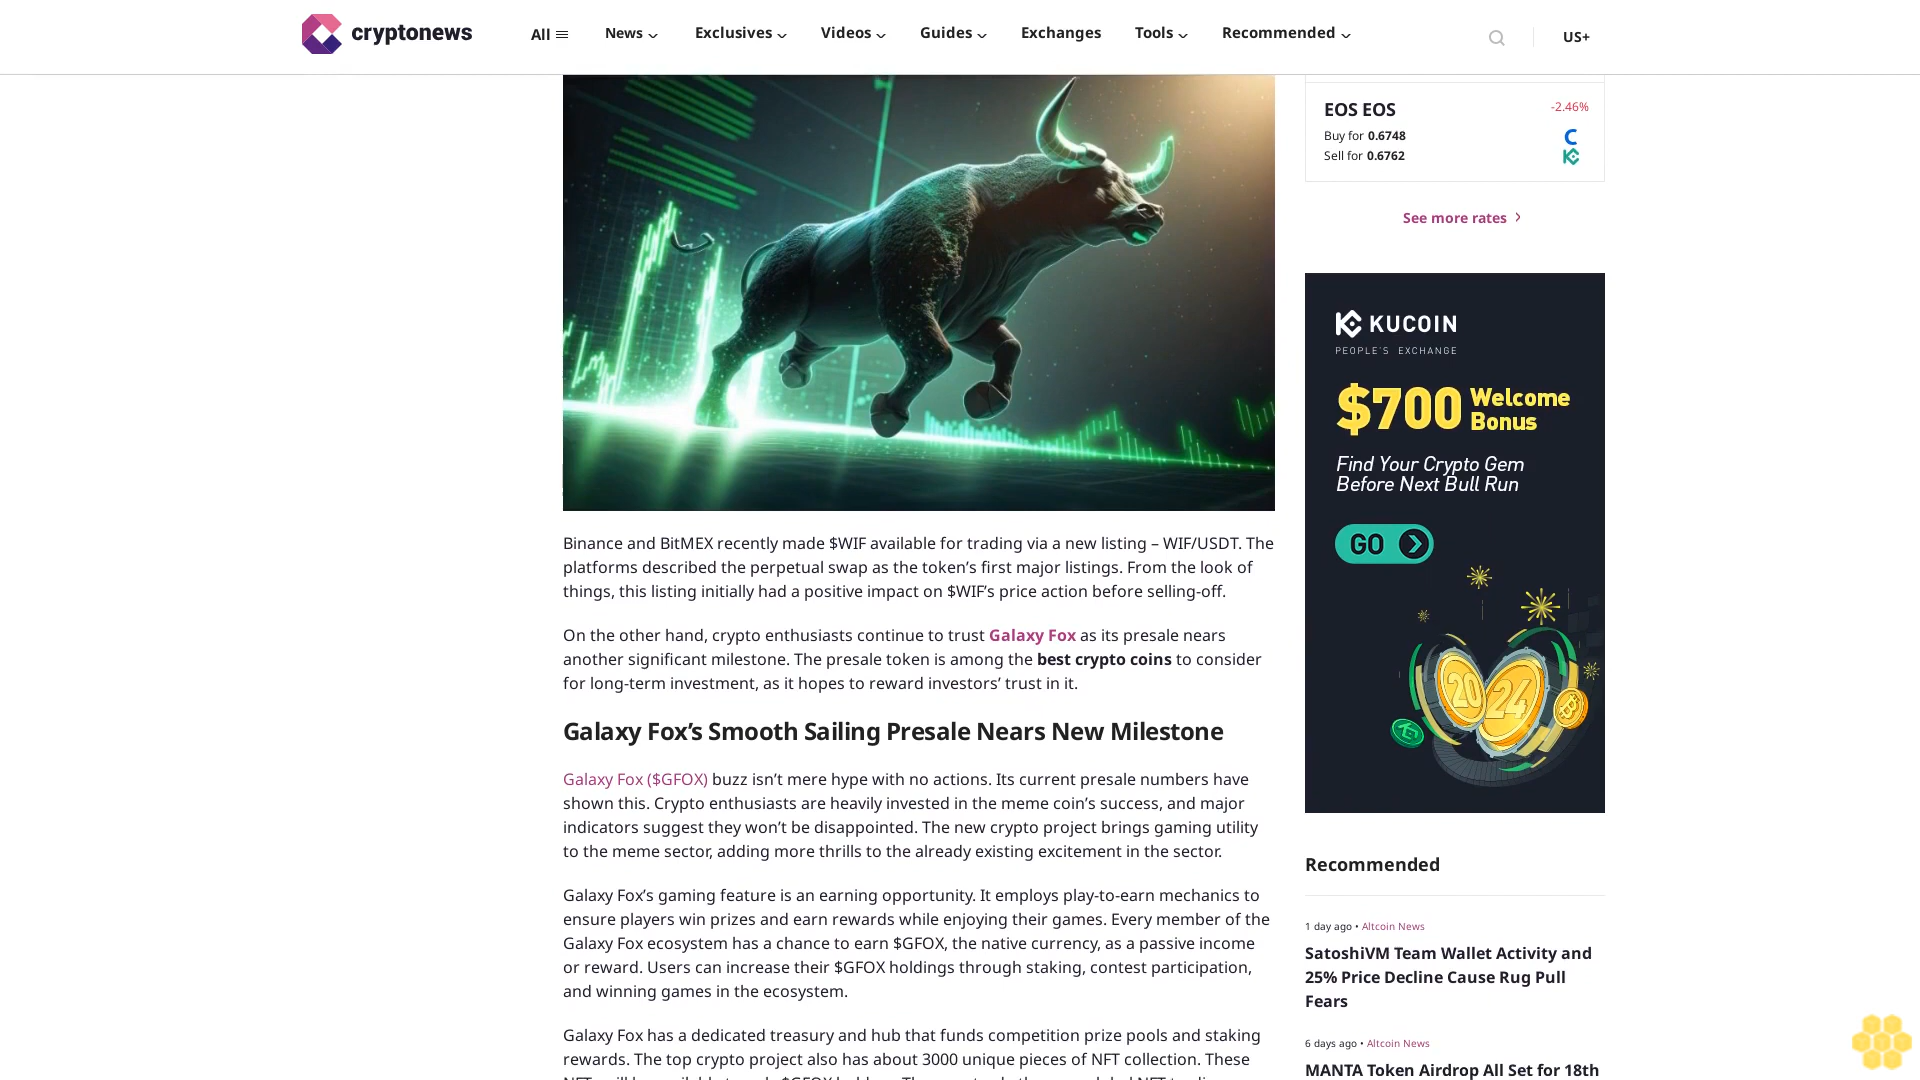 cryptonews
All
News
Exclusives
Videos
Guides
Exchanges
Tools
Recommended
US+
EOS EOS
-2.46%
Buy for 0.6748
Sell for 0.6762
See more rates
KUCOIN
PEOPLE'S EXCHANGE
$700 Welcome Bonus
Find Your Crypto Gem
Before Next Bull Run
GO
20 24
Binance and BitMEX recently made $WIF available for trading via a new listing – WIF/USDT. The
platforms described the perpetual swap as the token’s first major listings. From the look of
things, this listing initially had a positive impact on $WIF’s price action before selling-off.
On the other hand, crypto enthusiasts continue to trust Galaxy Fox as its presale nears
another significant milestone. The presale token is among the best crypto coins to consider
for long-term investment, as it hopes to reward investors’ trust in it.
Galaxy Fox’s Smooth Sailing Presale Nears New Milestone
Galaxy Fox ($GFOX) buzz isn’t mere hype with no actions. Its current presale numbers have
shown this. Crypto enthusiasts are heavily invested in the meme coin’s success, and major
indicators suggest they won’t be disappointed. The new crypto project brings gaming utility
to the meme sector, adding more thrills to the already existing excitement in the sector.
Galaxy Fox’s gaming feature is an earning opportunity. It employs play-to-earn mechanics to
ensure players win prizes and earn rewards while enjoying their games. Every member of the
Galaxy Fox ecosystem has a chance to earn $GFOX, the native currency, as a passive income
or reward. Users can increase their $GFOX holdings through staking, contest participation,
and winning games in the ecosystem.
Galaxy Fox has a dedicated treasury and hub that funds competition prize pools and staking
rewards. The top crypto project also has about 3000 unique pieces of NFT collection. These
Recommended
1 day ago • Altcoin News
SatoshiVM Team Wallet Activity and
25% Price Decline Cause Rug Pull
Fears
6 days ago • Altcoin News
MANTA Token Airdrop All Set for 18th